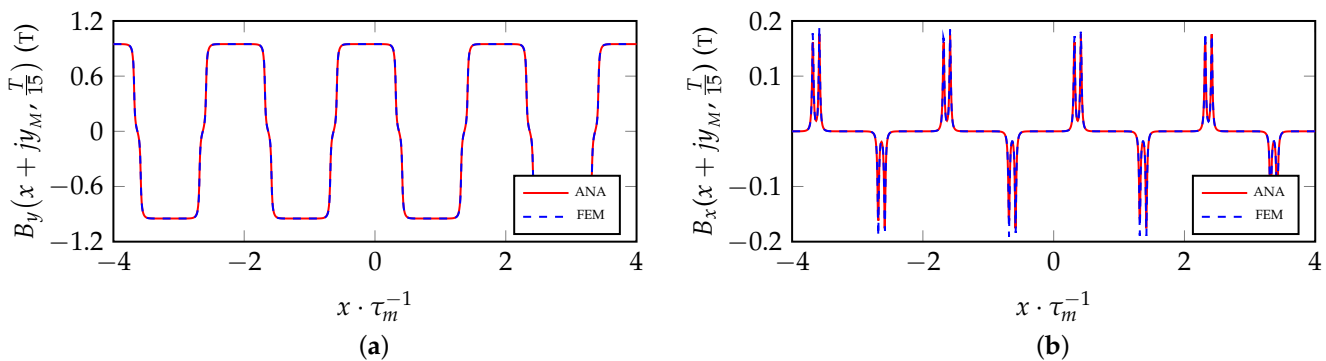 B_y(x + jy_M, T/15) (T)
1.2
0.6
0
−0.6
−1.2
ANA
FEM
−4 −2 0 2 4
x · τ_m^{−1}
(a)
B_x(x + jy_M, T/15) (T)
0.2
0.1
−0.1
−0.2
ANA
FEM
−4 −2 0 2 4
x · τ_m^{−1}
(b)